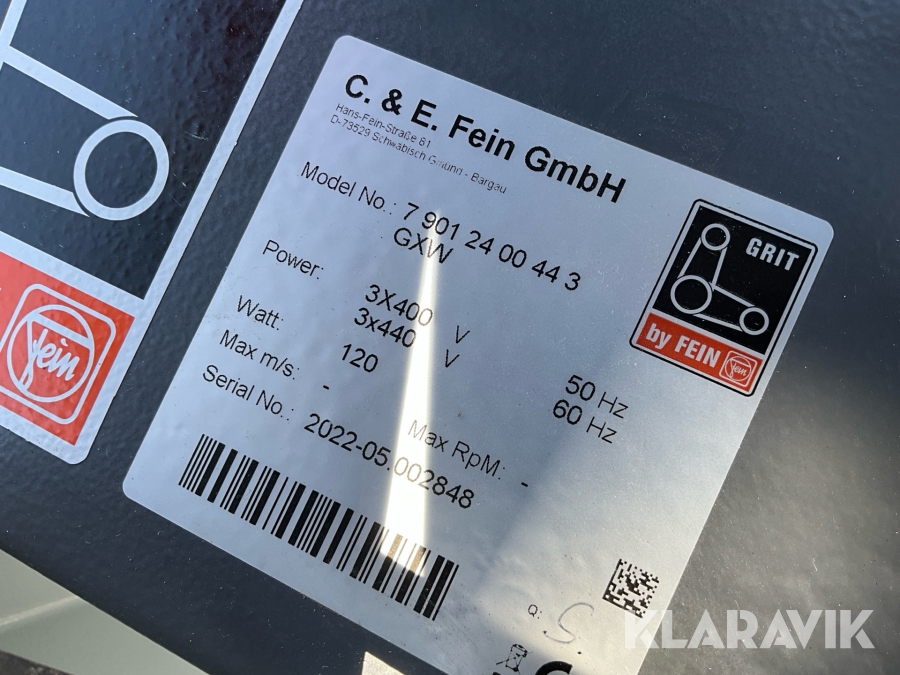 C. & E. Fein GmbH
Hans-Fein-Straße 81
D-73529 Schwäbisch Gmünd - Bargau
Model No.: 7 901 24 00 44 3
GXW
Power: 3X400 V 50 Hz
3x440 V 60 Hz
Watt: 120
Max m/s: - Max RpM: -
Serial No.: 2022-05.002848
Q: S
GRIT
by FEIN
Fein
Fein
KLARAVIK